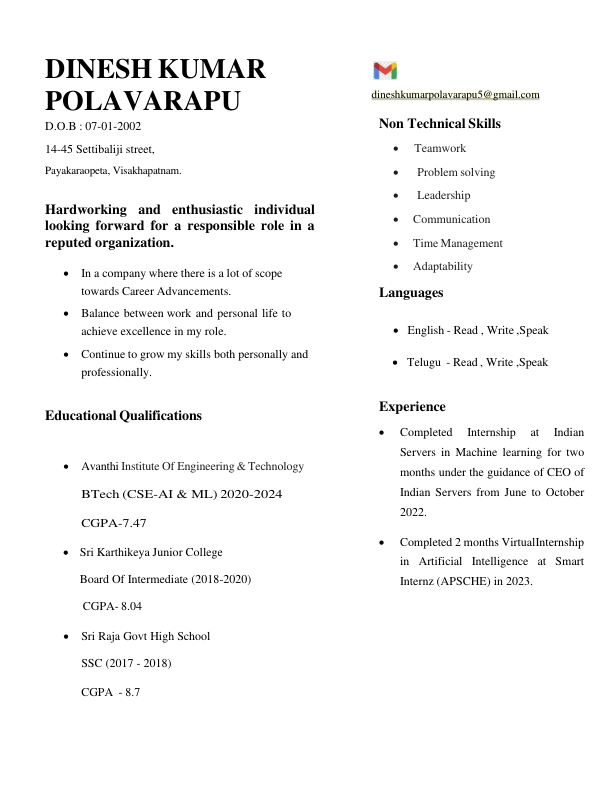 DINESH KUMAR
POLAVARAPU
D.O.B : 07-01-2002
14-45 Settibaliji street,
Payakaraopeta, Visakhapatnam.
Hardworking and enthusiastic individual
looking forward for a responsible role in a
reputed organization.
• In a company where there is a lot of scope
towards Career Advancements.
• Balance between work and personal life to
achieve excellence in my role.
• Continue to grow my skills both personally and
professionally.
Educational Qualifications
• Avanthi Institute Of Engineering & Technology
BTech (CSE-AI & ML) 2020-2024
CGPA-7.47
• Sri Karthikeya Junior College
Board Of Intermediate (2018-2020)
CGPA- 8.04
• Sri Raja Govt High School
SSC (2017 - 2018)
CGPA - 8.7
dineshkumarpolavarapu5@gmail.com
Non Technical Skills
• Teamwork
• Problem solving
• Leadership
• Communication
• Time Management
• Adaptability
Languages
• English - Read , Write ,Speak
• Telugu - Read , Write ,Speak
Experience
• Completed Internship at Indian
Servers in Machine learning for two
months under the guidance of CEO of
Indian Servers from June to October
2022.
• Completed 2 months VirtualInternship
in Artificial Intelligence at Smart
Internz (APSCHE) in 2023.